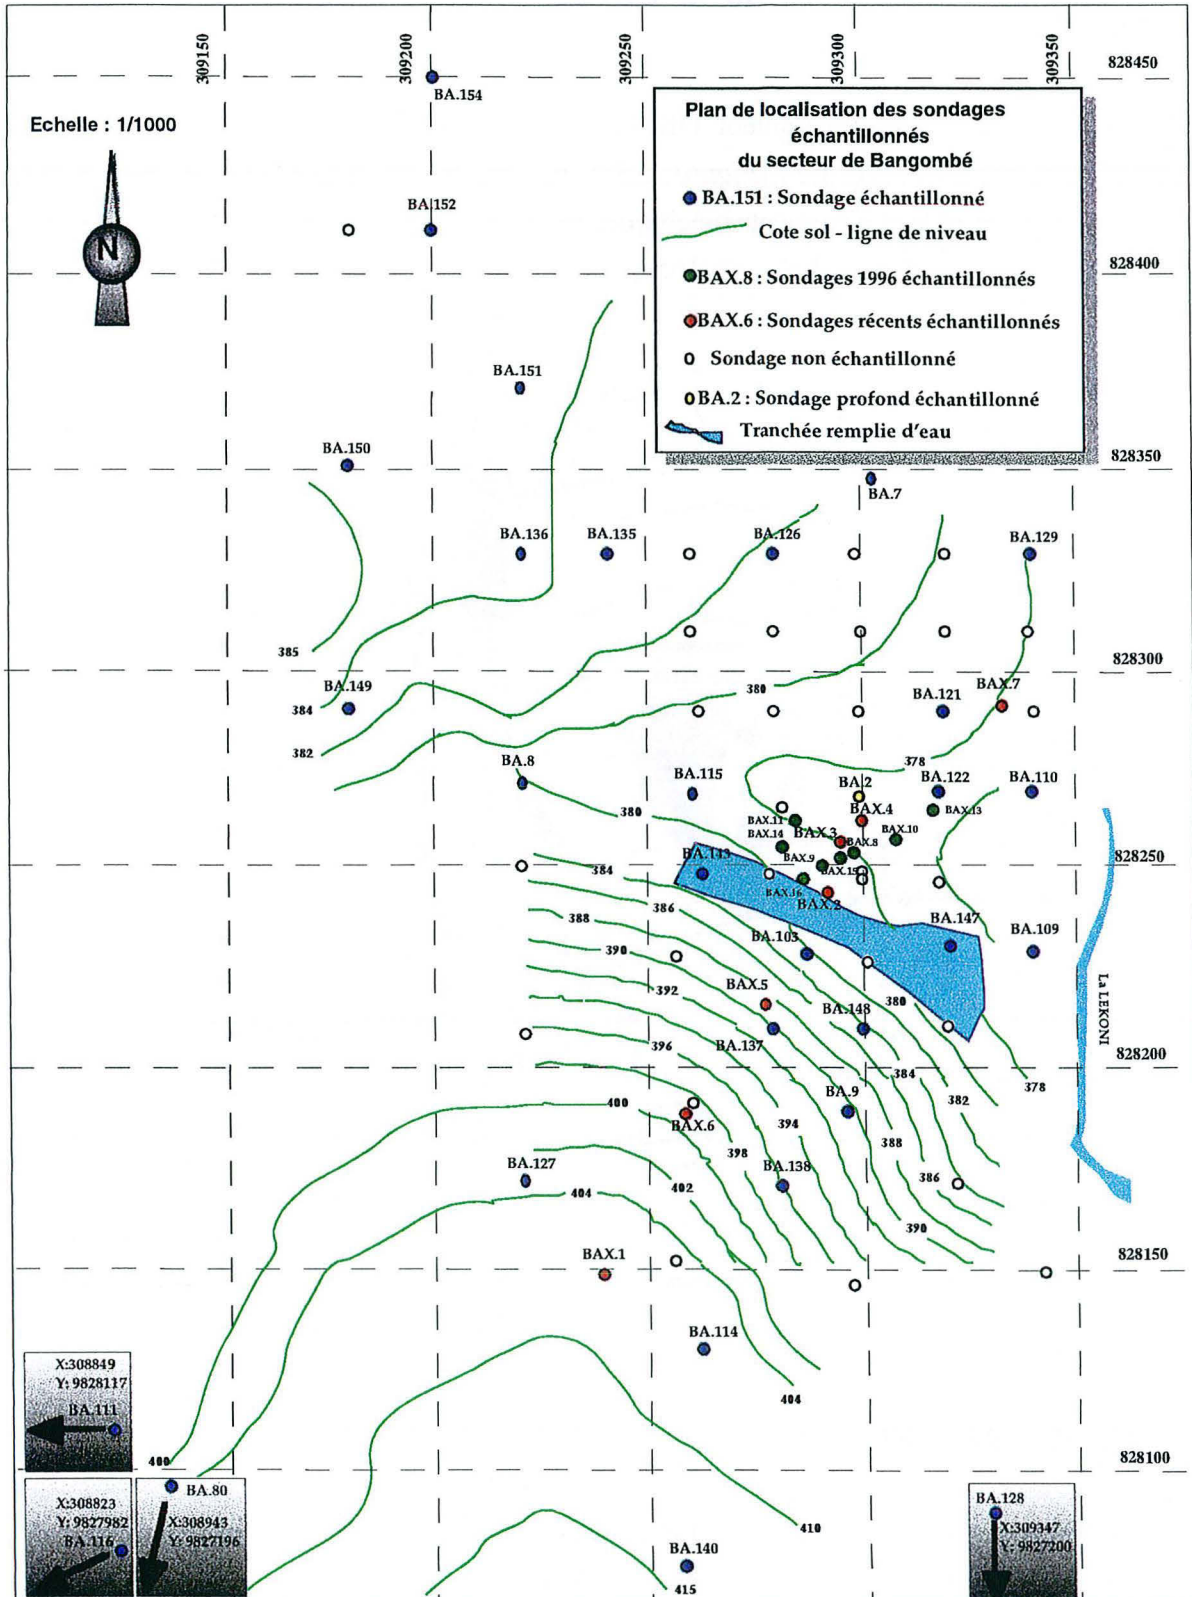 309150
309200
309250
309300
309350
828450
BA.154
Echelle : 1/1000
N
Plan de localisation des sondages
échantillonnés
du secteur de Bangombé
BA.151 : Sondage échantillonné
Cote sol - ligne de niveau
BAX.8 : Sondages 1996 échantillonnés
BAX.6 : Sondages récents échantillonnés
Sondage non échantillonné
BA.2 : Sondage profond échantillonné
Tranchée remplie d'eau
BA.152
828400
BA.151
BA.150
828350
BA.7
BA.136
BA.135
BA.126
BA.129
385
828300
BA.149
380
BAX.7
384
BA.121
382
BA.8
378
BA.115
BA.2
BA.122
BA.110
380
BAX.4
BAX.13
BAX.11
BAX.14
BAX.3
BAX.8
BAX.10
828250
BA.143
BAX.9
BAX.15
384
BAX.16
BAX.2
386
388
BA.147
BA.109
390
BA.103
392
BAX.5
380
La LEKONI
BA.148
BA.137
396
828200
384
378
BA.9
382
400
BAX.6
394
388
398
BA.127
BA.138
386
402
404
390
BAX.1
828150
BA.114
X:308849
Y: 9828117
404
BA.111
400
828100
BA.80
BA.128
X:308823
Y: 9827982
X:308943
Y: 9827196
X:309347
Y: 9827200
BA.116
410
BA.140
415